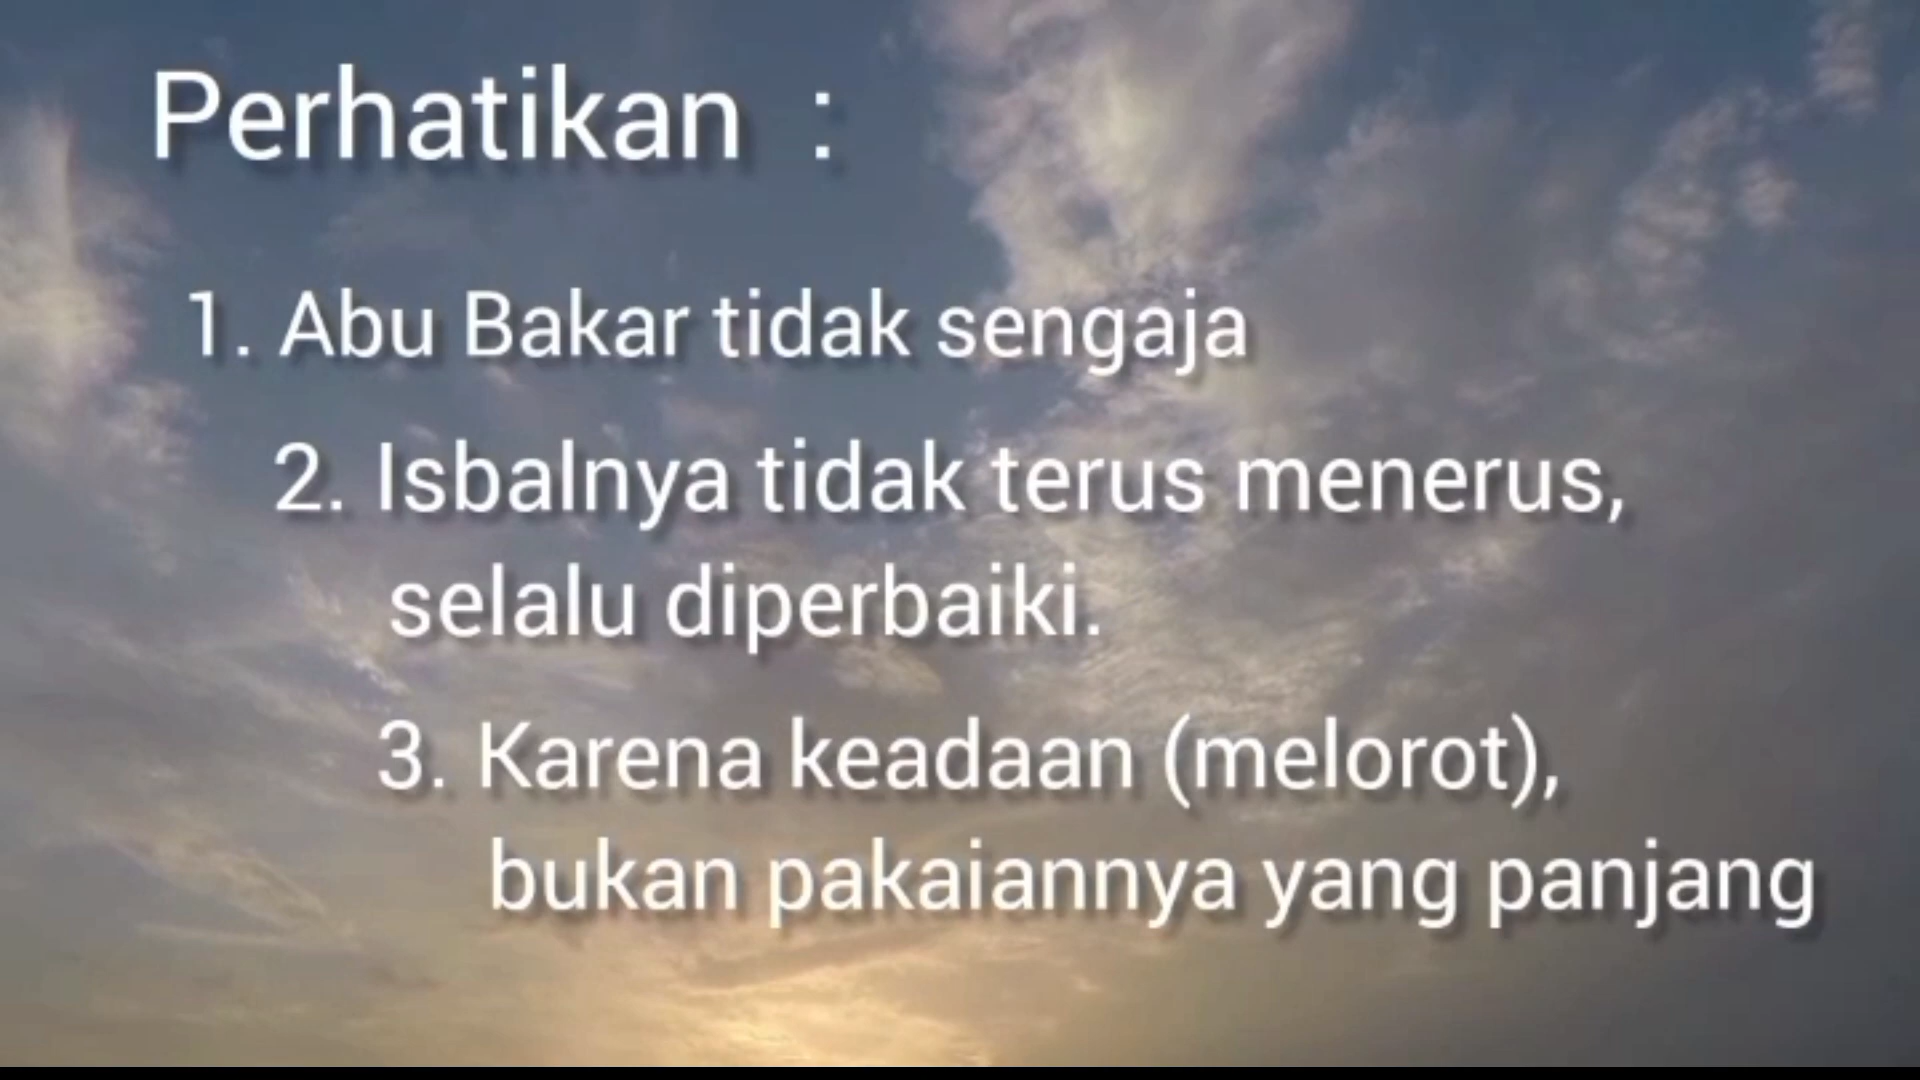 Perhatikan :
1. Abu Bakar tidak sengaja
2. Isbalnya tidak terus menerus,
selalu diperbaiki.
3. Karena keadaan (melorot),
bukan pakaiannya yang panjang